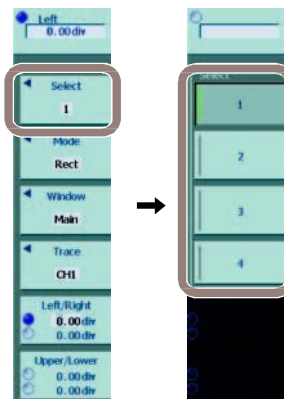 Left
0.00div
Select
1
Mode
Rect
Window
Main
Trace
CH1
Left/Right
0.00div
0.00div
Upper/Lower
0.00div
0.00div
Select
1
2
3
4